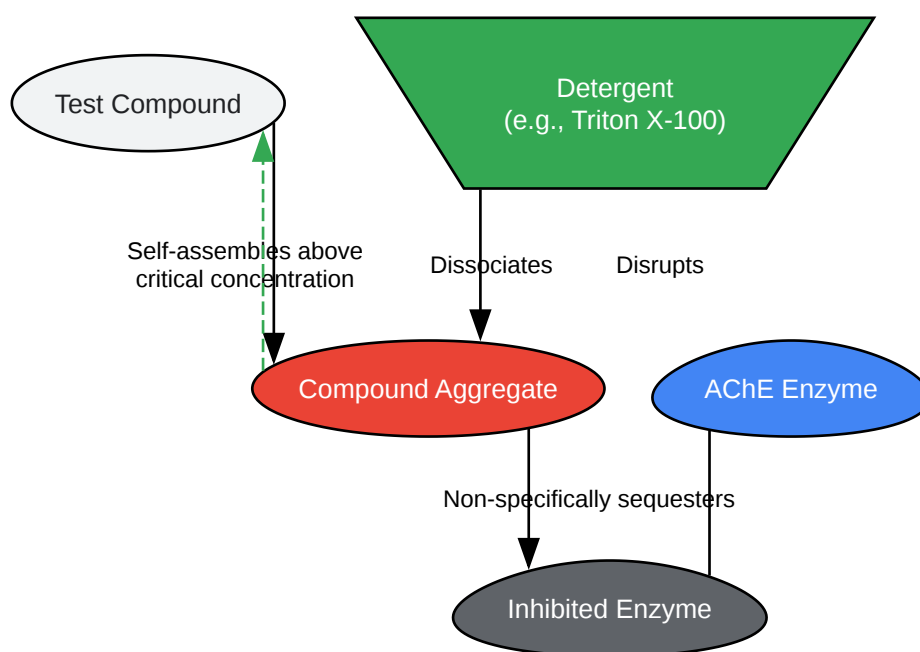 Detergent
(e.g., Triton X-100)
Test Compound
Self-assembies above
critical concentration
Dissociates
Disrupts
Compound Aggregate
AChE Enzyme
Non-specifically sequesters
Inhibited Enzyme